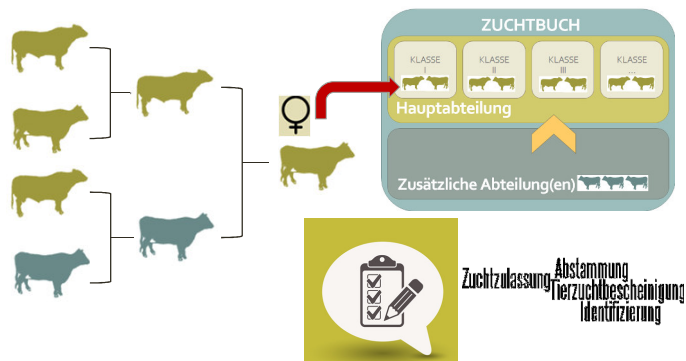 ZUCHTBUCH
KLASSE I
KLASSE II
KLASSE III
KLASSE ...
Hauptabteilung
Zusätzliche Abteilung(en)
Zuchtzulassung
Abstammung
Tierzuchtbescheinigung
Identifizierung